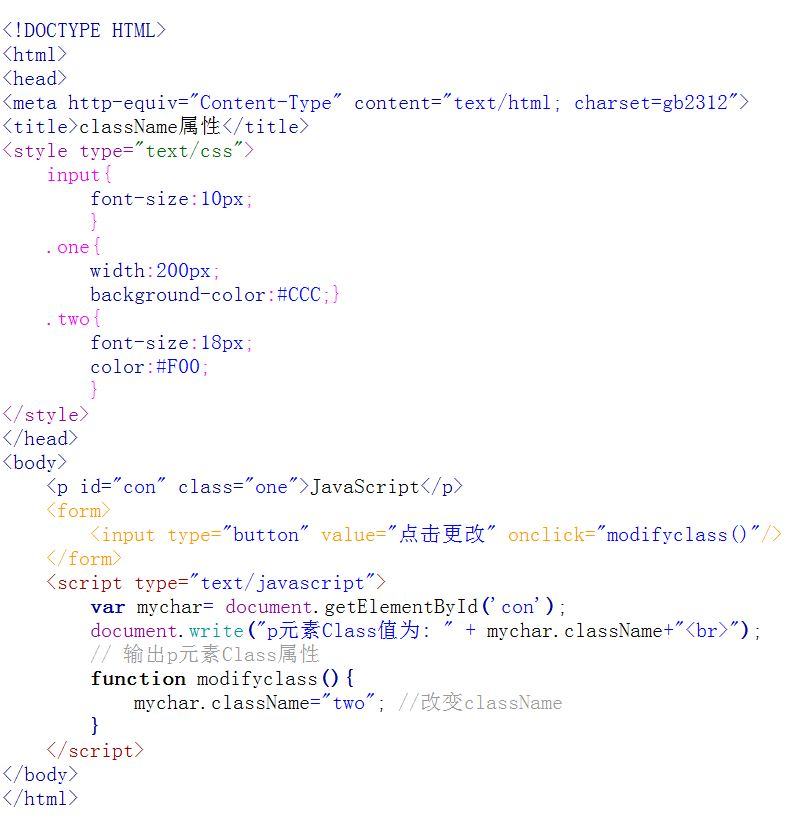 <!DOCTYPE HTML>
<html>
<head>
<meta http-equiv="Content-Type" content="text/html; charset=gb2312">
<title>className属性</title>
<style type="text/css">
    input{
        font-size:10px;
        }
    .one{
        width:200px;
        background-color:#CCC;}
    .two{
        font-size:18px;
        color:#F00;
        }
</style>
</head>
<body>
    <p id="con" class="one">JavaScript</p>
    <form>
        <input type="button" value="点击更改" onclick="modifyclass()"/>
    </form>
    <script type="text/javascript">
        var mychar= document.getElementById('con');
        document.write("p元素Class值为: " + mychar.className+"<br>");
        // 输出p元素Class属性
        function modifyclass(){
            mychar.className="two"; //改变className
        }
    </script>
</body>
</html>